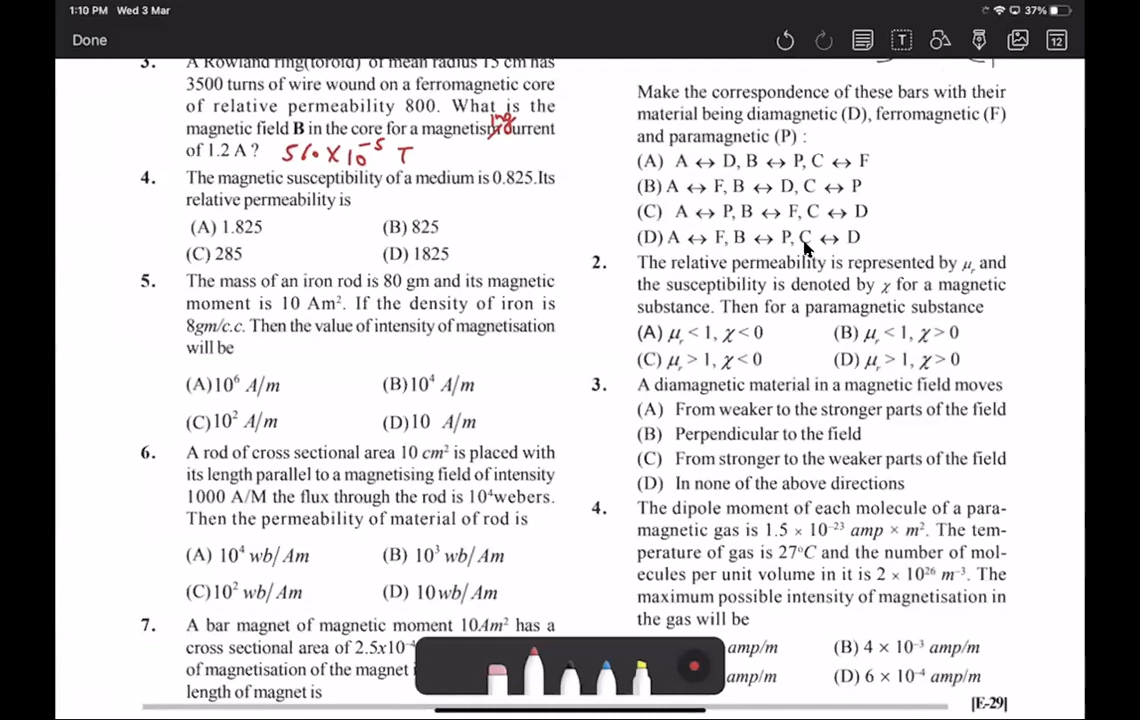 1:10 PM Wed 3 Mar
37%
Done
12
3. A Rowland ring(toroid) of mean radius 15 cm has
3500 turns of wire wound on a ferromagnetic core
of relative permeability 800. What is the
ing
magnetic field B in the core for a magnetism current
of 1.2 A ? 560 X 10⁻⁵ T
4. The magnetic susceptibility of a medium is 0.825.Its
relative permeability is
(A) 1.825 (B) 825
(C) 285 (D) 1825
5. The mass of an iron rod is 80 gm and its magnetic
moment is 10 Am². If the density of iron is
8gm/c.c. Then the value of intensity of magnetisation
will be
(A)10⁶ A/m (B)10⁴ A/m
(C)10² A/m (D)10 A/m
6. A rod of cross sectional area 10 cm² is placed with
its length parallel to a magnetising field of intensity
1000 A/M the flux through the rod is 10⁴webers.
Then the permeability of material of rod is
(A) 10⁴ wb/Am (B) 10³ wb/Am
(C)10² wb/Am (D) 10wb/Am
7. A bar magnet of magnetic moment 10Am² has a
cross sectional area of 2.5x10⁻
of magnetisation of the magnet
length of magnet is
Make the correspondence of these bars with their
material being diamagnetic (D), ferromagnetic (F)
and paramagnetic (P) :
(A) A ↔ D, B ↔ P, C ↔ F
(B) A ↔ F, B ↔ D, C ↔ P
(C) A ↔ P, B ↔ F, C ↔ D
(D) A ↔ F, B ↔ P, C ↔ D
2. The relative permeability is represented by μᵣ and
the susceptibility is denoted by χ for a magnetic
substance. Then for a paramagnetic substance
(A) μᵣ < 1, χ < 0 (B) μᵣ < 1, χ > 0
(C) μᵣ > 1, χ < 0 (D) μᵣ > 1, χ > 0
3. A diamagnetic material in a magnetic field moves
(A) From weaker to the stronger parts of the field
(B) Perpendicular to the field
(C) From stronger to the weaker parts of the field
(D) In none of the above directions
4. The dipole moment of each molecule of a para-
magnetic gas is 1.5 × 10⁻²³ amp × m². The tem-
perature of gas is 27°C and the number of mol-
ecules per unit volume in it is 2 × 10²⁶ m⁻³. The
maximum possible intensity of magnetisation in
the gas will be
amp/m (B) 4 × 10⁻³ amp/m
amp/m (D) 6 × 10⁻⁴ amp/m
[E-29]